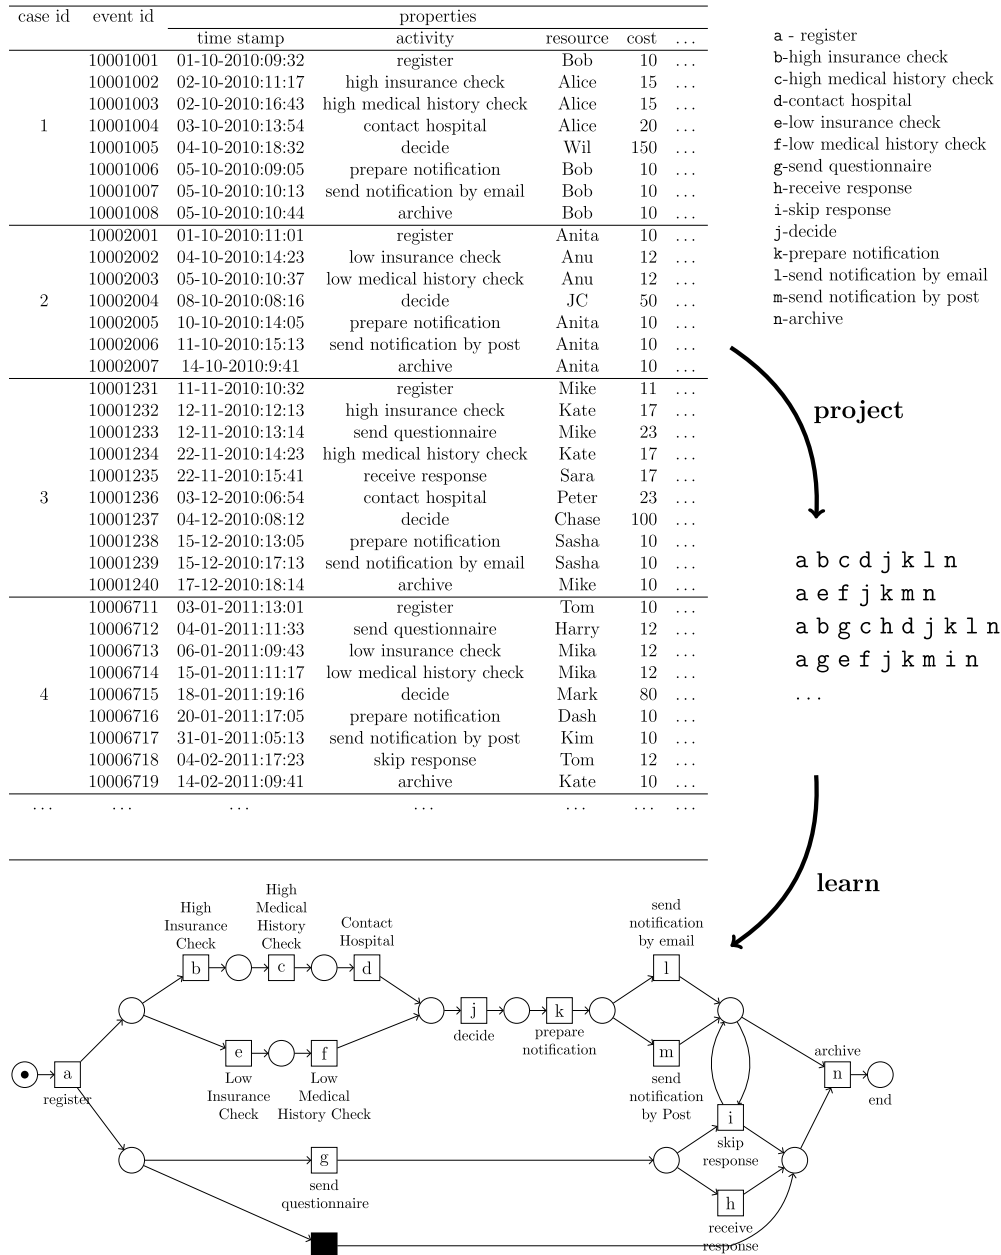 case id event id properties
time stamp activity resource cost ...
10001001 01-10-2010:09:32 register Bob 10 ...
10001002 02-10-2010:11:17 high insurance check Alice 15 ...
10001003 02-10-2010:16:43 high medical history check Alice 15 ...
1 10001004 03-10-2010:13:54 contact hospital Alice 20 ...
10001005 04-10-2010:18:32 decide Wil 150 ...
10001006 05-10-2010:09:05 prepare notification Bob 10 ...
10001007 05-10-2010:10:13 send notification by email Bob 10 ...
10001008 05-10-2010:10:44 archive Bob 10 ...
10002001 01-10-2010:11:01 register Anita 10 ...
10002002 04-10-2010:14:23 low insurance check Anu 12 ...
10002003 05-10-2010:10:37 low medical history check Anu 12 ...
2 10002004 08-10-2010:08:16 decide JC 50 ...
10002005 10-10-2010:14:05 prepare notification Anita 10 ...
10002006 11-10-2010:15:13 send notification by post Anita 10 ...
10002007 14-10-2010:9:41 archive Anita 10 ...
10001231 11-11-2010:10:32 register Mike 11 ...
10001232 12-11-2010:12:13 high insurance check Kate 17 ...
10001233 12-11-2010:13:14 send questionnaire Mike 23 ...
10001234 22-11-2010:14:23 high medical history check Kate 17 ...
10001235 22-11-2010:15:41 receive response Sara 17 ...
3 10001236 03-12-2010:06:54 contact hospital Peter 23 ...
10001237 04-12-2010:08:12 decide Chase 100 ...
10001238 15-12-2010:13:05 prepare notification Sasha 10 ...
10001239 15-12-2010:17:13 send notification by email Sasha 10 ...
10001240 17-12-2010:18:14 archive Mike 10 ...
10006711 03-01-2011:13:01 register Tom 10 ...
10006712 04-01-2011:11:33 send questionnaire Harry 12 ...
10006713 06-01-2011:09:43 low insurance check Mika 12 ...
10006714 15-01-2011:11:17 low medical history check Mika 12 ...
4 10006715 18-01-2011:19:16 decide Mark 80 ...
10006716 20-01-2011:17:05 prepare notification Dash 10 ...
10006717 31-01-2011:05:13 send notification by post Kim 10 ...
10006718 04-02-2011:17:23 skip response Tom 12 ...
10006719 14-02-2011:09:41 archive Kate 10 ...
... ... ... ... ... ... ...
a - register
b-high insurance check
c-high medical history check
d-contact hospital
e-low insurance check
f-low medical history check
g-send questionnaire
h-receive response
i-skip response
j-decide
k-prepare notification
l-send notification by email
m-send notification by post
n-archive
project
a b c d j k l n
a e f j k m n
a b g c h d j k l n
a g e f j k m i n
...
learn
High
Insurance
Check
b
High
Medical
History
Check
c
Contact
Hospital
d
send
notification
by email
l
j
decide
k
prepare
notification
a
register
e
Low
Insurance
Check
f
Low
Medical
History Check
m
send
notification
by Post
archive
n
end
i
skip
response
g
send
questionnaire
h
receive
response